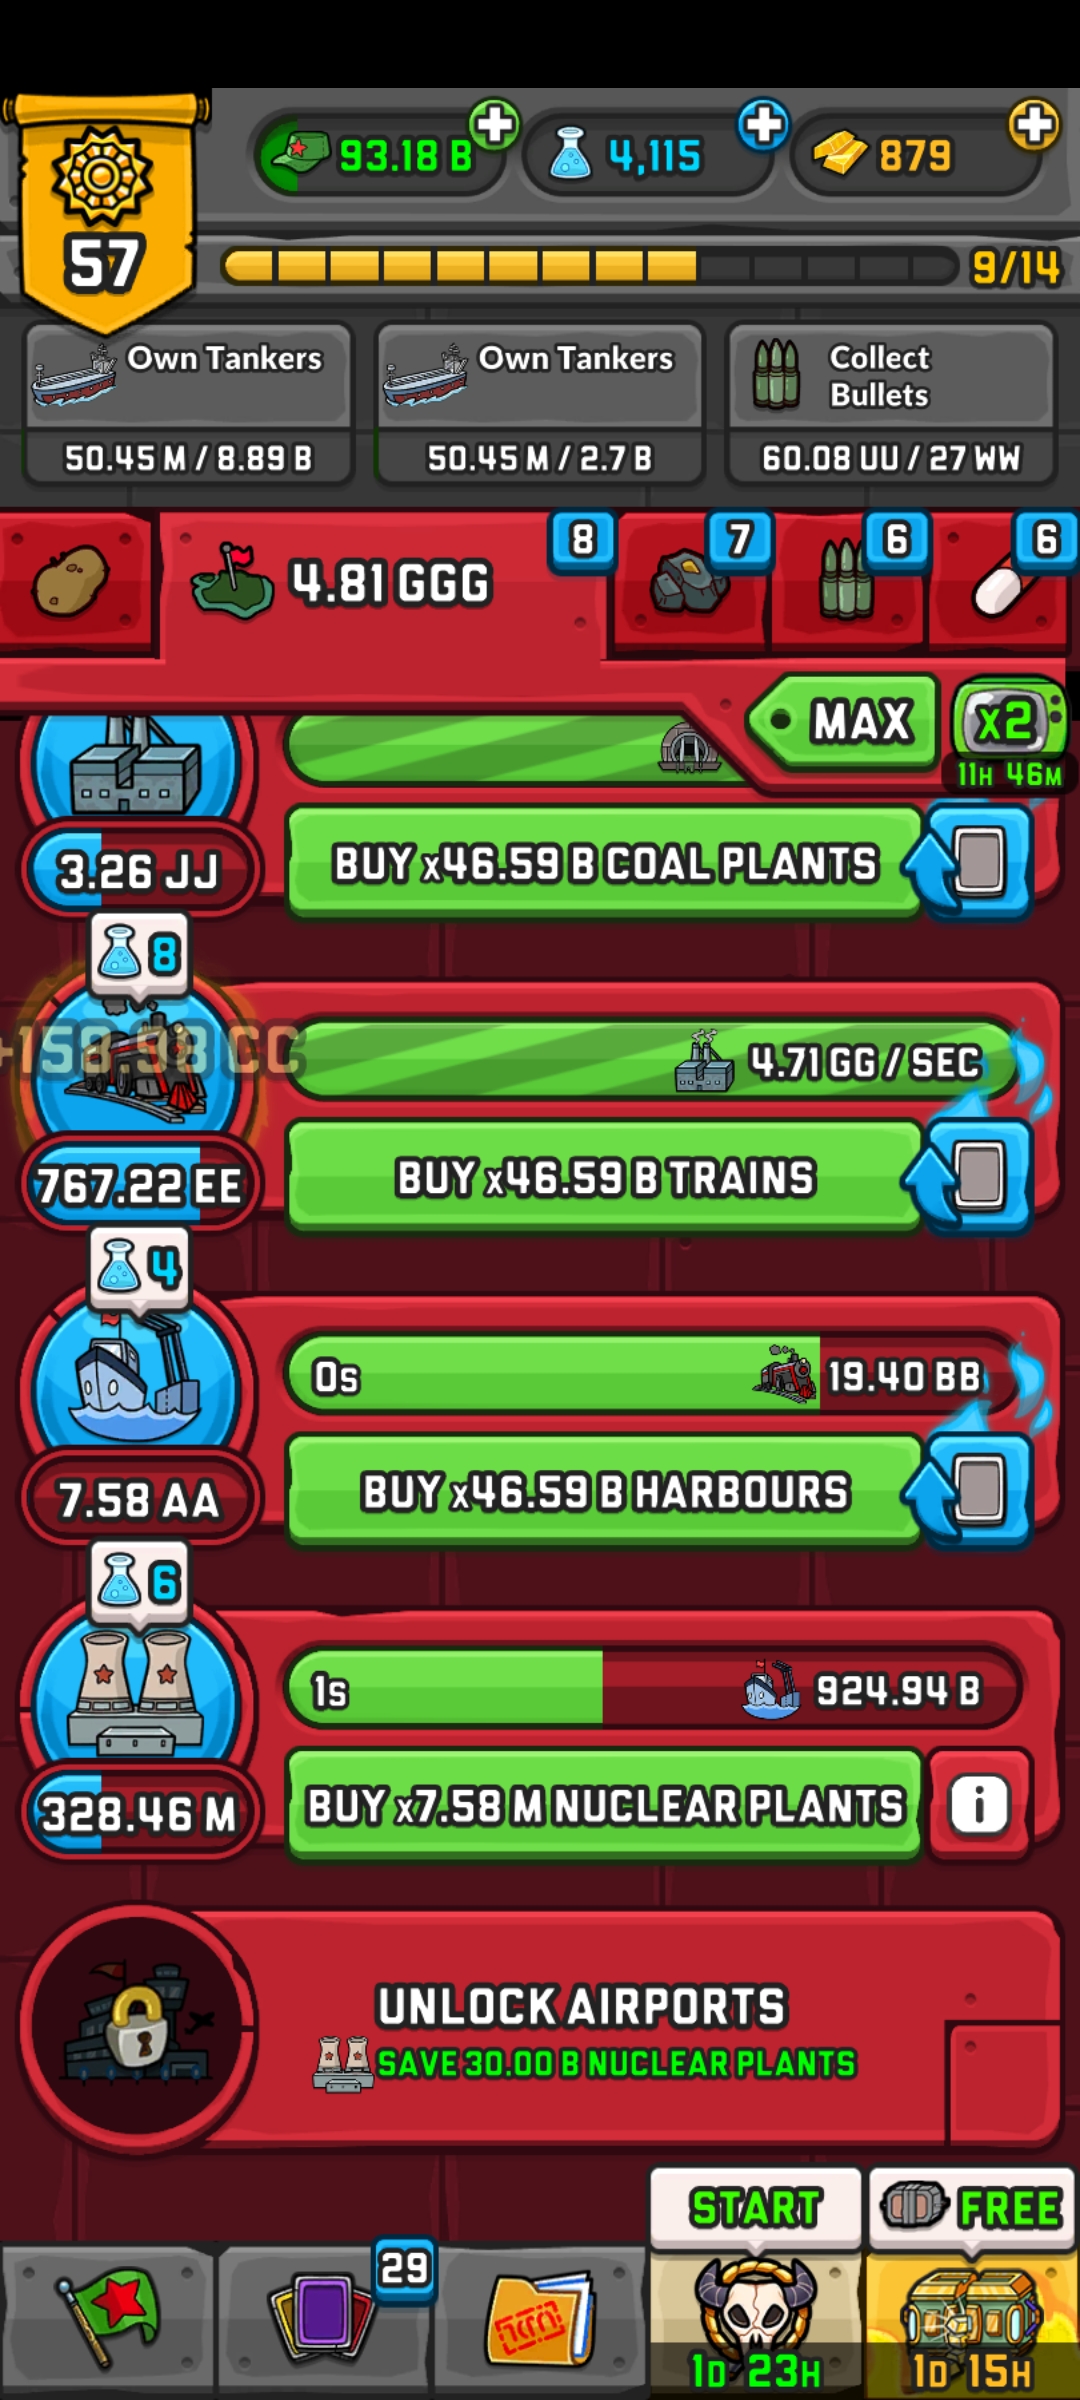 93.18 B
4,115
879
57
9/14
Own Tankers
50.45 M / 8.89 B
Own Tankers
50.45 M / 2.7 B
Collect
Bullets
60.08 UU / 27 WW
4.81 GGG
8
7
6
6
MAX
x2
11H 46M
3.26 JJ
BUY x46.59 B COAL PLANTS
8
+158.98 CC
4.71 GG / SEC
767.22 EE
BUY x46.59 B TRAINS
4
0s
19.40 BB
7.58 AA
BUY x46.59 B HARBOURS
6
1s
924.94 B
328.46 M
BUY x7.58 M NUCLEAR PLANTS
i
UNLOCK AIRPORTS
SAVE 30.00 B NUCLEAR PLANTS
START
FREE
29
1D 23H
1D 15H